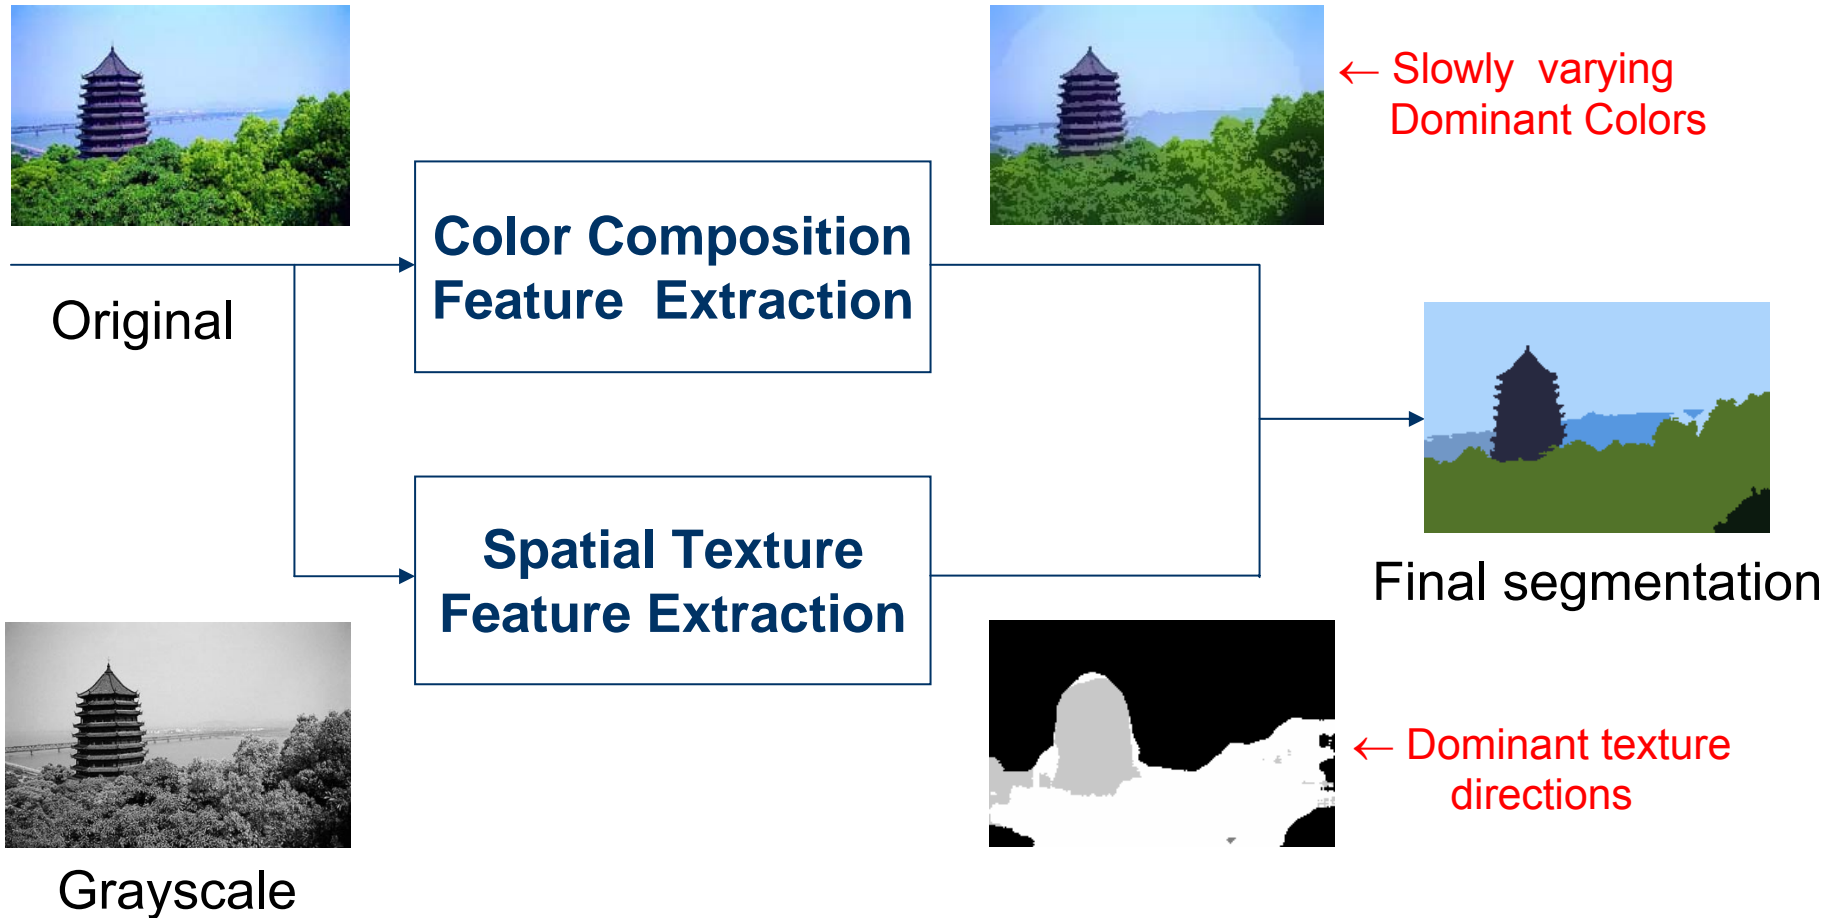 ← Slowly varying
Dominant Colors
Color Composition
Feature Extraction
Original
Spatial Texture
Feature Extraction
Final segmentation
← Dominant texture
directions
Grayscale